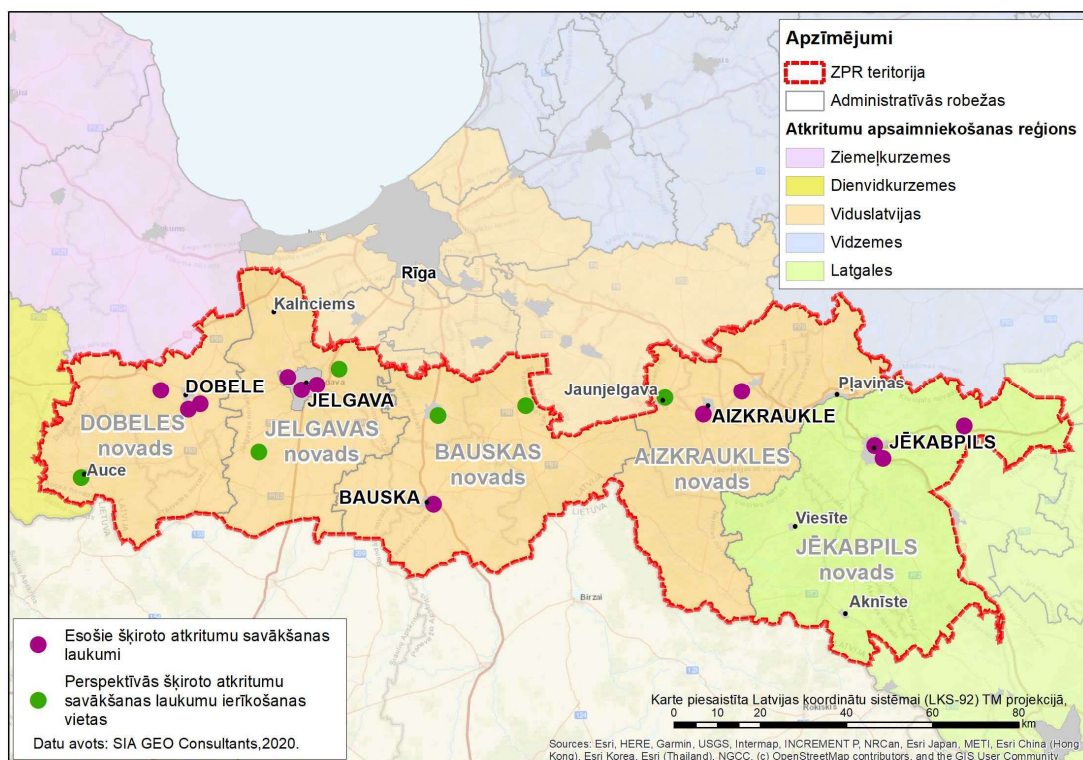 Apzīmējumi
ZPR teritorija
Administratīvās robežas
Atkritumu apsaimniekošanas reģions
Ziemeļkurzemes
Dienvidkurzemes
Viduslatvijas
Vidzemes
Latgales
Rīga
Kalnciems
DOBELE
JELGAVA
Jaunjelgava
Pļaviņas
AIZKRAUKLE
JĒKABPILS
DOBELES
novads
JELGAVAS
novads
BAUSKAS
novads
AIZKRAUKLES
novads
Auce
BAUSKA
LIETUVA
Viesīte
JĒKABPILS
novads
Birzai
Aknīste
Rokiškis
Esošie šķiroto atkritumu savākšanas
laukumi
Perspektīvās šķiroto atkritumu
savākšanas laukumu ierīkošanas
vietas
Datu avots: SIA GEO Consultants,2020.
Karte piesaistīta Latvijas koordinātu sistēmai (LKS-92) TM projekcijā,
0 10 20 40 60 80
km
Sources: Esri, HERE, Garmin, USGS, Intermap, INCREMENT P, NRCan, Esri Japan, METI, Esri China (Hong
Kong), Esri Korea, Esri (Thailand), NGCC, (c) OpenStreetMap contributors, and the GIS User Community